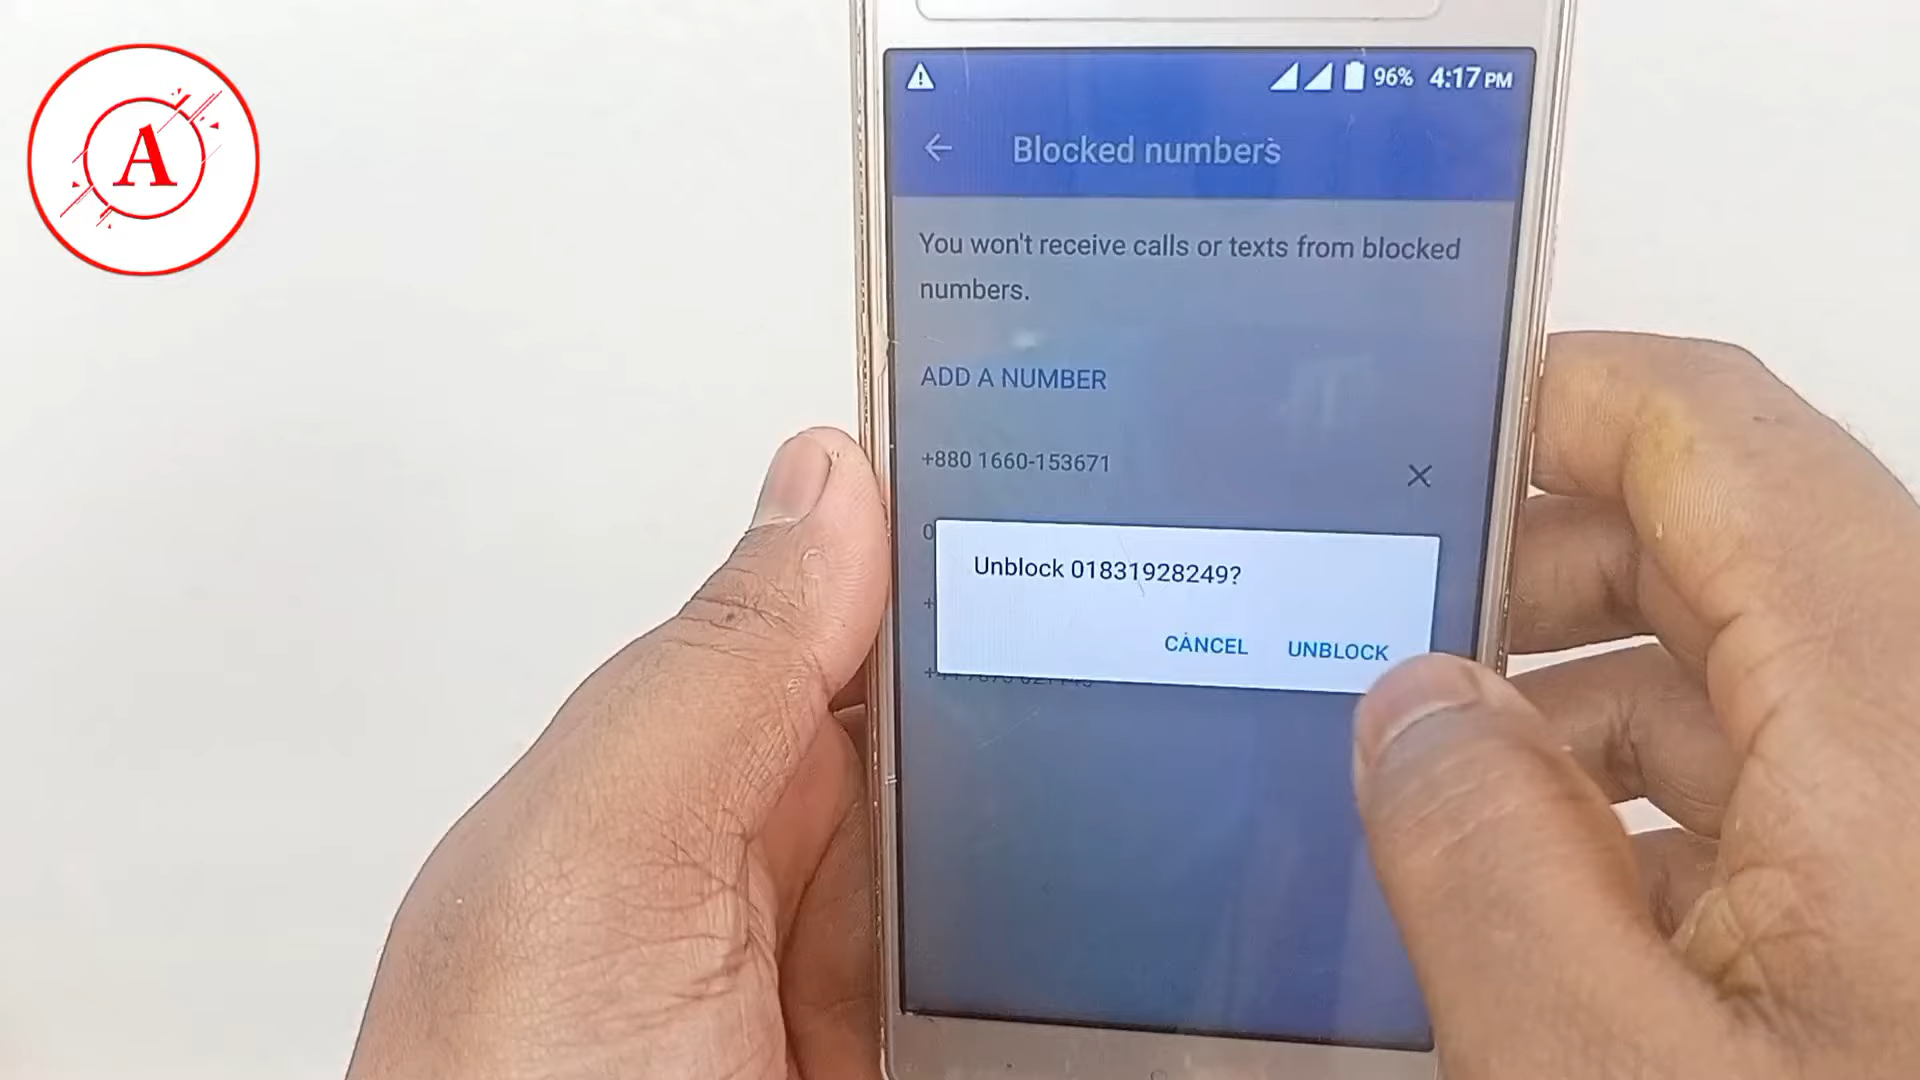 A
96% 4:17 PM
Blocked numbers
You won't receive calls or texts from blocked
numbers.
ADD A NUMBER
+880 1660-153671
Unblock 01831928249?
CANCEL UNBLOCK